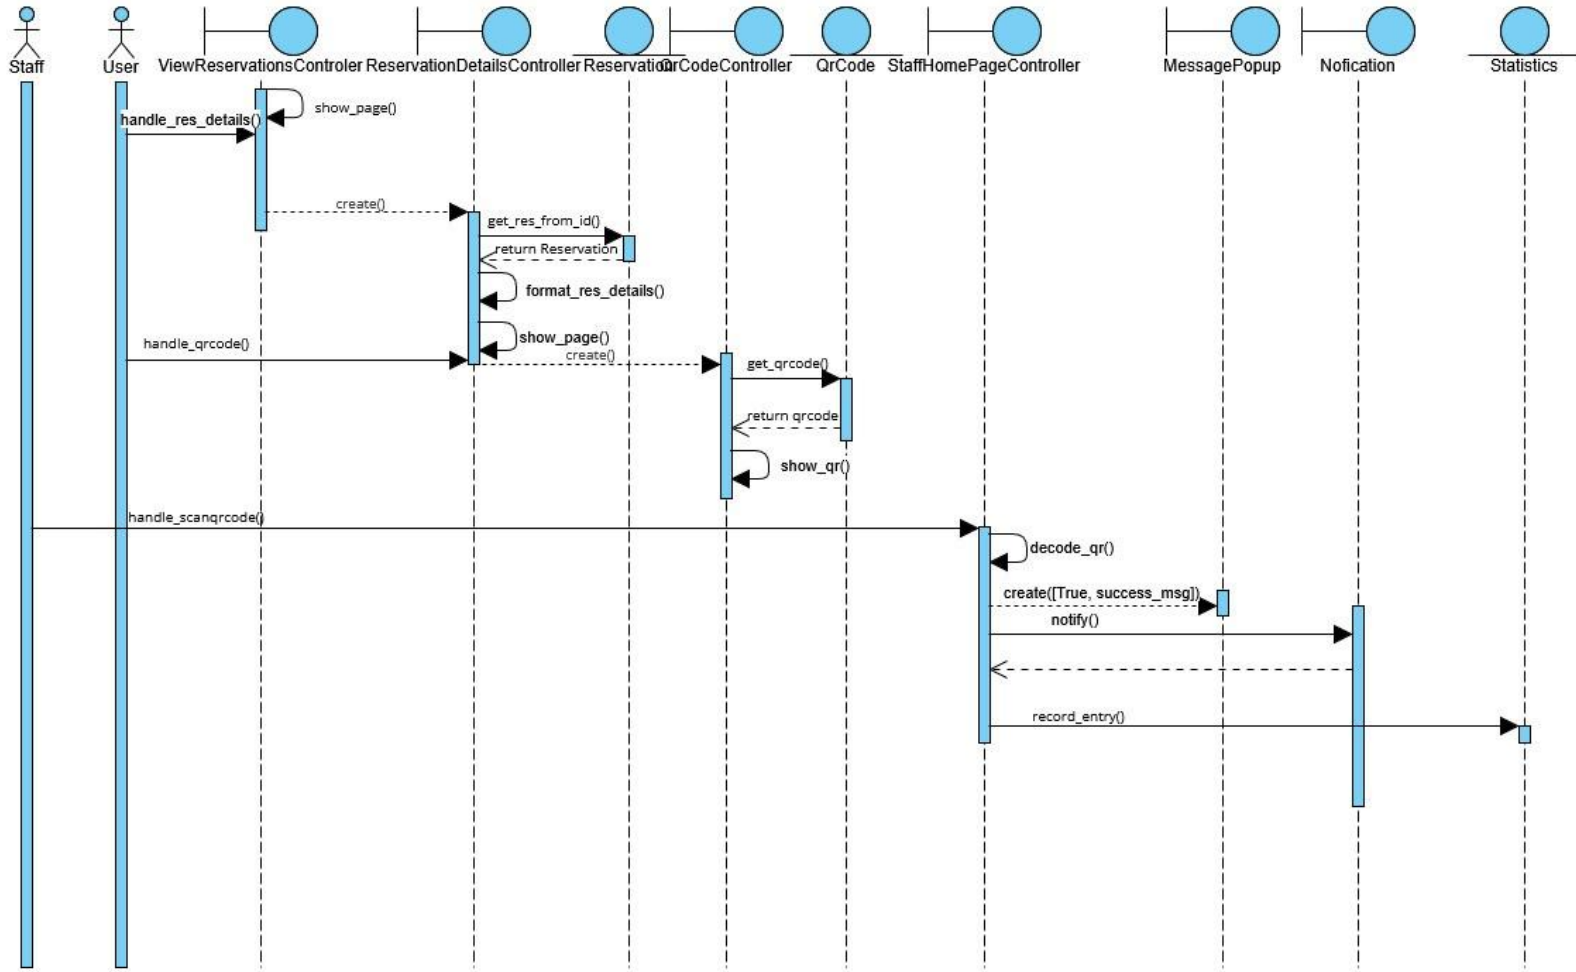 Staff
User
ViewReservationsControler
ReservationDetailsController
Reservation
QrCodeController
QrCode
StaffHomePageController
MessagePopup
Nofication
Statistics
show_page()
handle_res_details()
create()
get_res_from_id()
return Reservation
format_res_details()
show_page()
handle_qrcode()
create()
get_qrcode()
return qrcode
show_qr()
handle_scanqrcode()
decode_qr()
create([True, success_msg])
notify()
record_entry()